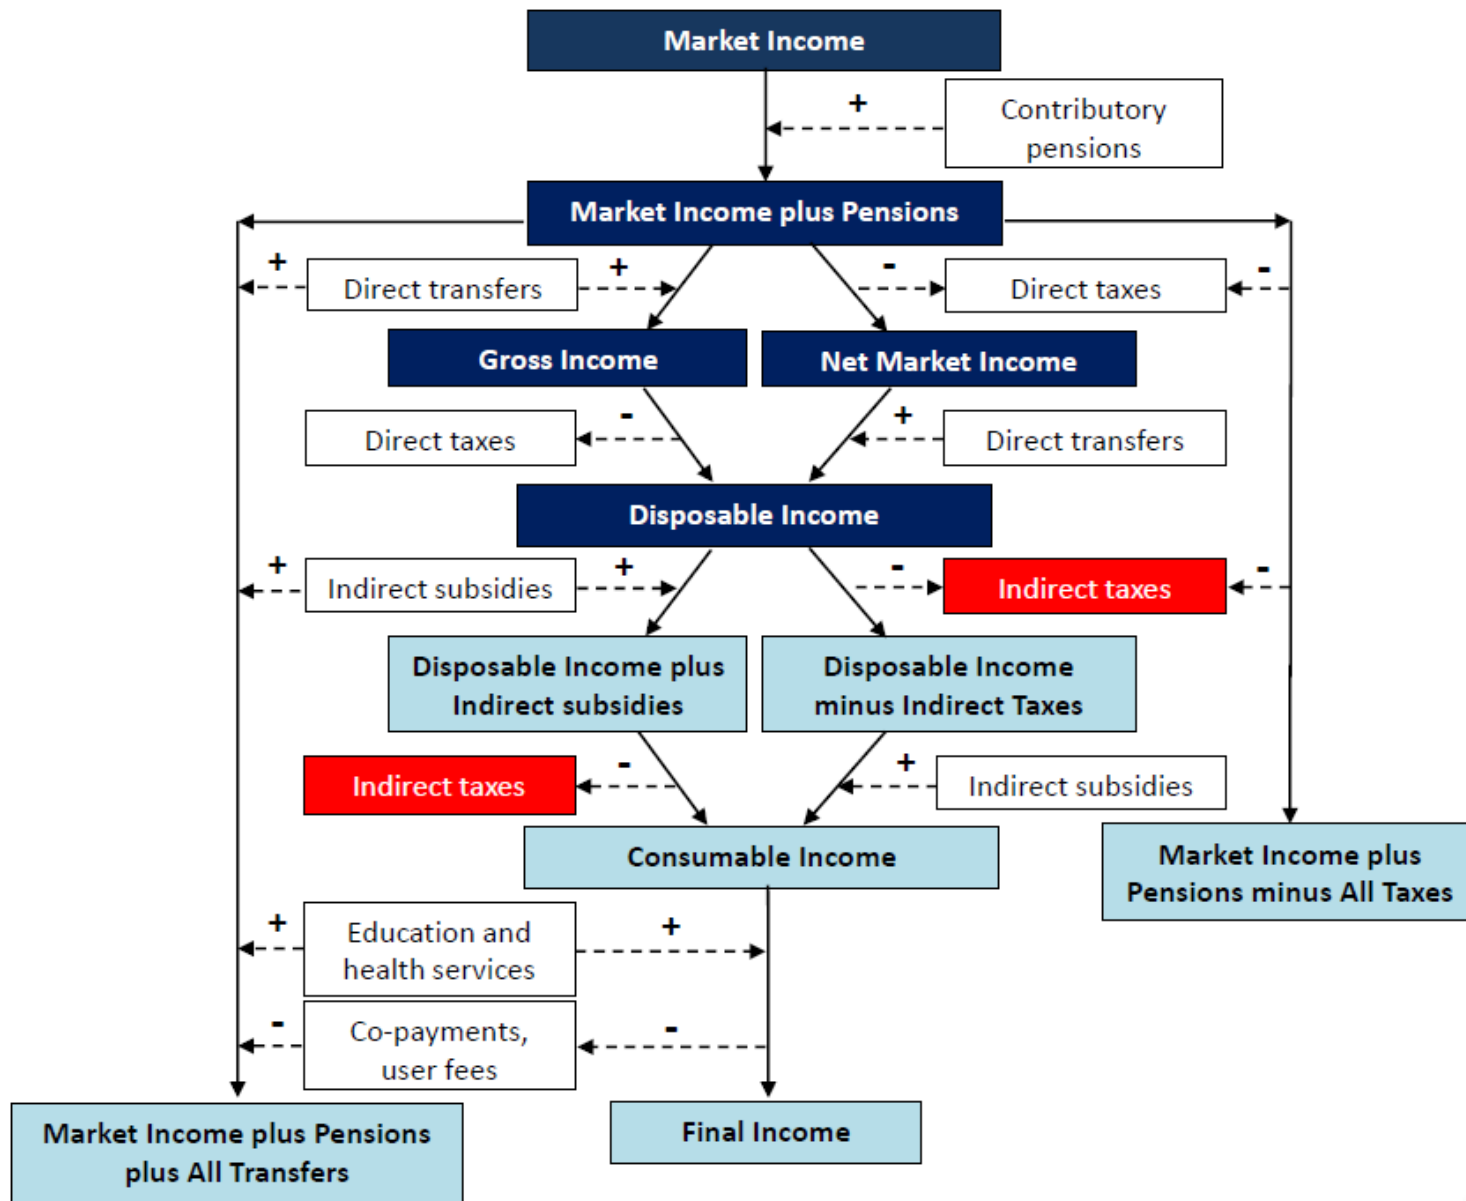 Market Income
+
Contributory
pensions
Market Income plus Pensions
+
Direct transfers
+
-
Direct taxes
-
Gross Income
Net Market Income
Direct taxes
-
+
Direct transfers
Disposable Income
+
Indirect subsidies
+
-
Indirect taxes
-
Disposable Income plus
Indirect subsidies
Disposable Income
minus Indirect Taxes
Indirect taxes
-
+
Indirect subsidies
Consumable Income
Market Income plus
Pensions minus All Taxes
+
Education and
health services
+
-
Co-payments,
user fees
-
Market Income plus Pensions
plus All Transfers
Final Income